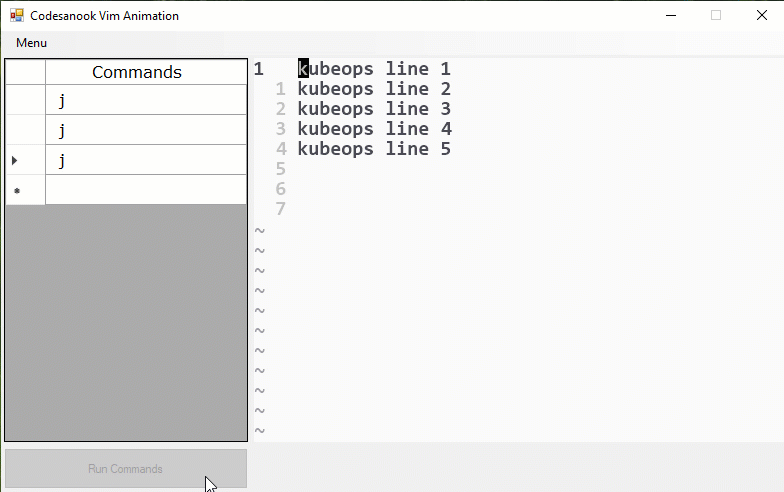 Codesanook Vim Animation
Menu
Commands
j
j
j
*
1 kubeops line 1
1 kubeops line 2
2 kubeops line 3
3 kubeops line 4
4 kubeops line 5
5
6
7
~
~
~
~
~
~
~
~
~
~
~
Run Commands